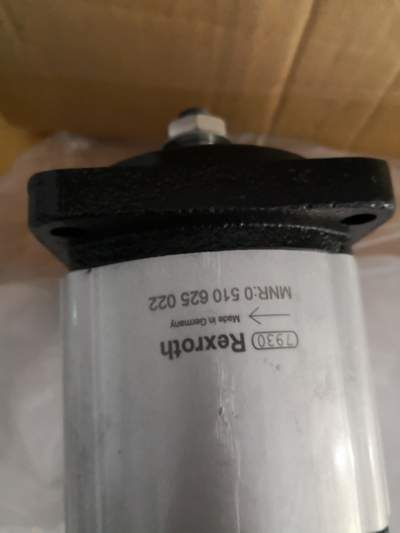 7930 Rexroth
Made in Germany
MNR:0 510 625 022